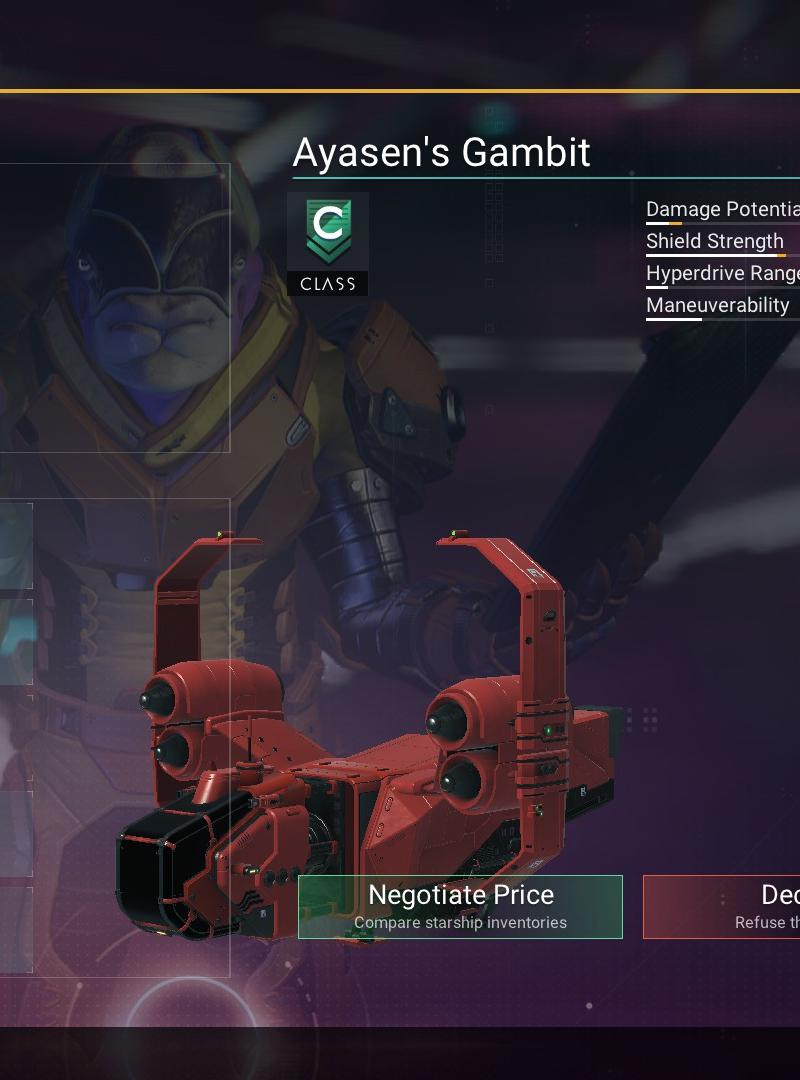 Ayasen's Gambit
C
CLASS
Damage Potentia
Shield Strength
Hyperdrive Range
Maneuverability
Negotiate Price
Compare starship inventories
Dec
Refuse th